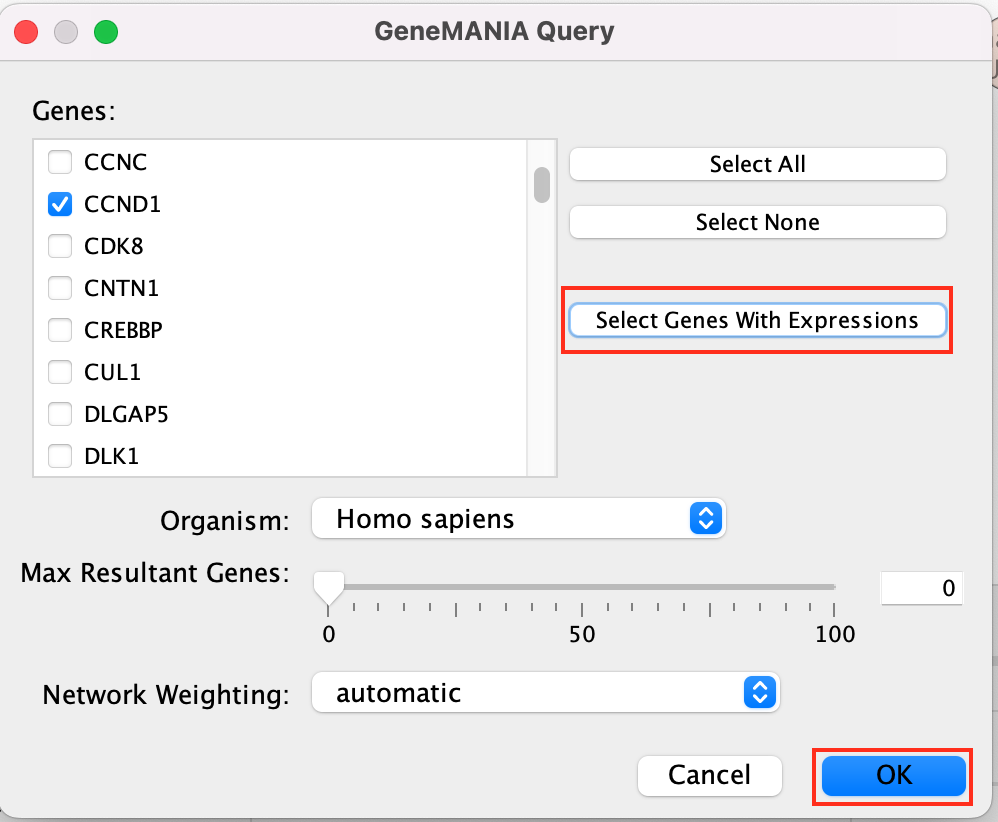 GeneMANIA Query
Genes:
CCNC
CCND1
CDK8
CNTN1
CREBBP
CUL1
DLGAP5
DLK1
Select All
Select None
Select Genes With Expressions
Organism: Homo sapiens
Max Resultant Genes: 0
0 50 100
Network Weighting: automatic
Cancel OK